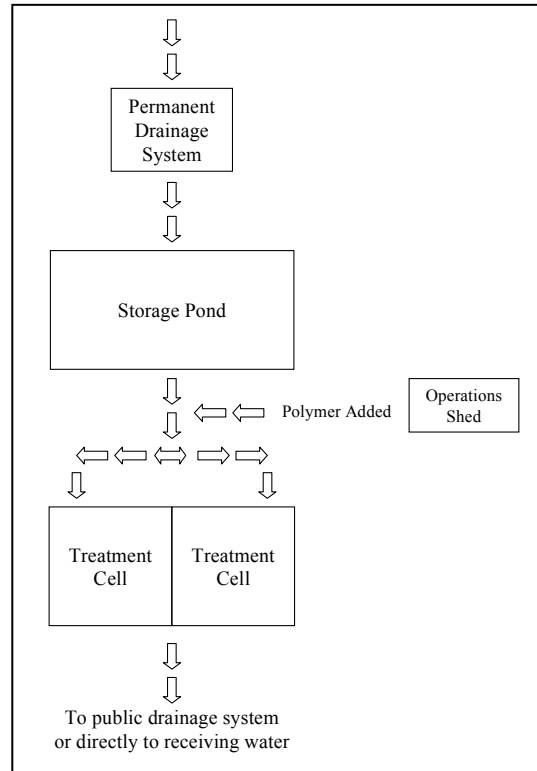 Permanent
Drainage
System
Storage Pond
Polymer Added
Operations
Shed
Treatment
Cell
Treatment
Cell
To public drainage system
or directly to receiving water